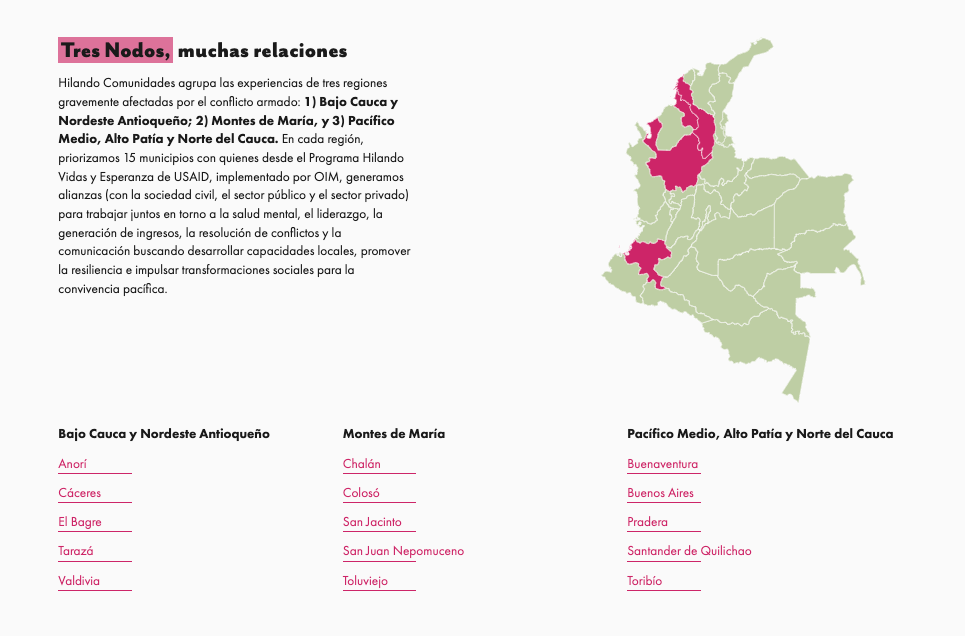 Tres Nodos, muchas relaciones
Hilando Comunidades agrupa las experiencias de tres regiones
gravemente afectadas por el conflicto armado: 1) Bajo Cauca y
Nordeste Antioqueño; 2) Montes de María, y 3) Pacífico
Medio, Alto Patía y Norte del Cauca. En cada región,
priorizamos 15 municipios con quienes desde el Programa Hilando
Vidas y Esperanza de USAID, implementado por OIM, generamos
alianzas (con la sociedad civil, el sector público y el sector privado)
para trabajar juntos en torno a la salud mental, el liderazgo, la
generación de ingresos, la resolución de conflictos y la
comunicación buscando desarrollar capacidades locales, promover
la resiliencia e impulsar transformaciones sociales para la
convivencia pacífica.
Bajo Cauca y Nordeste Antioqueño
Anorí
Cáceres
El Bagre
Tarazá
Valdivia
Montes de María
Chalán
Colosó
San Jacinto
San Juan Nepomuceno
Toluviejo
Pacífico Medio, Alto Patía y Norte del Cauca
Buenaventura
Buenos Aires
Pradera
Santander de Quilichao
Toribío